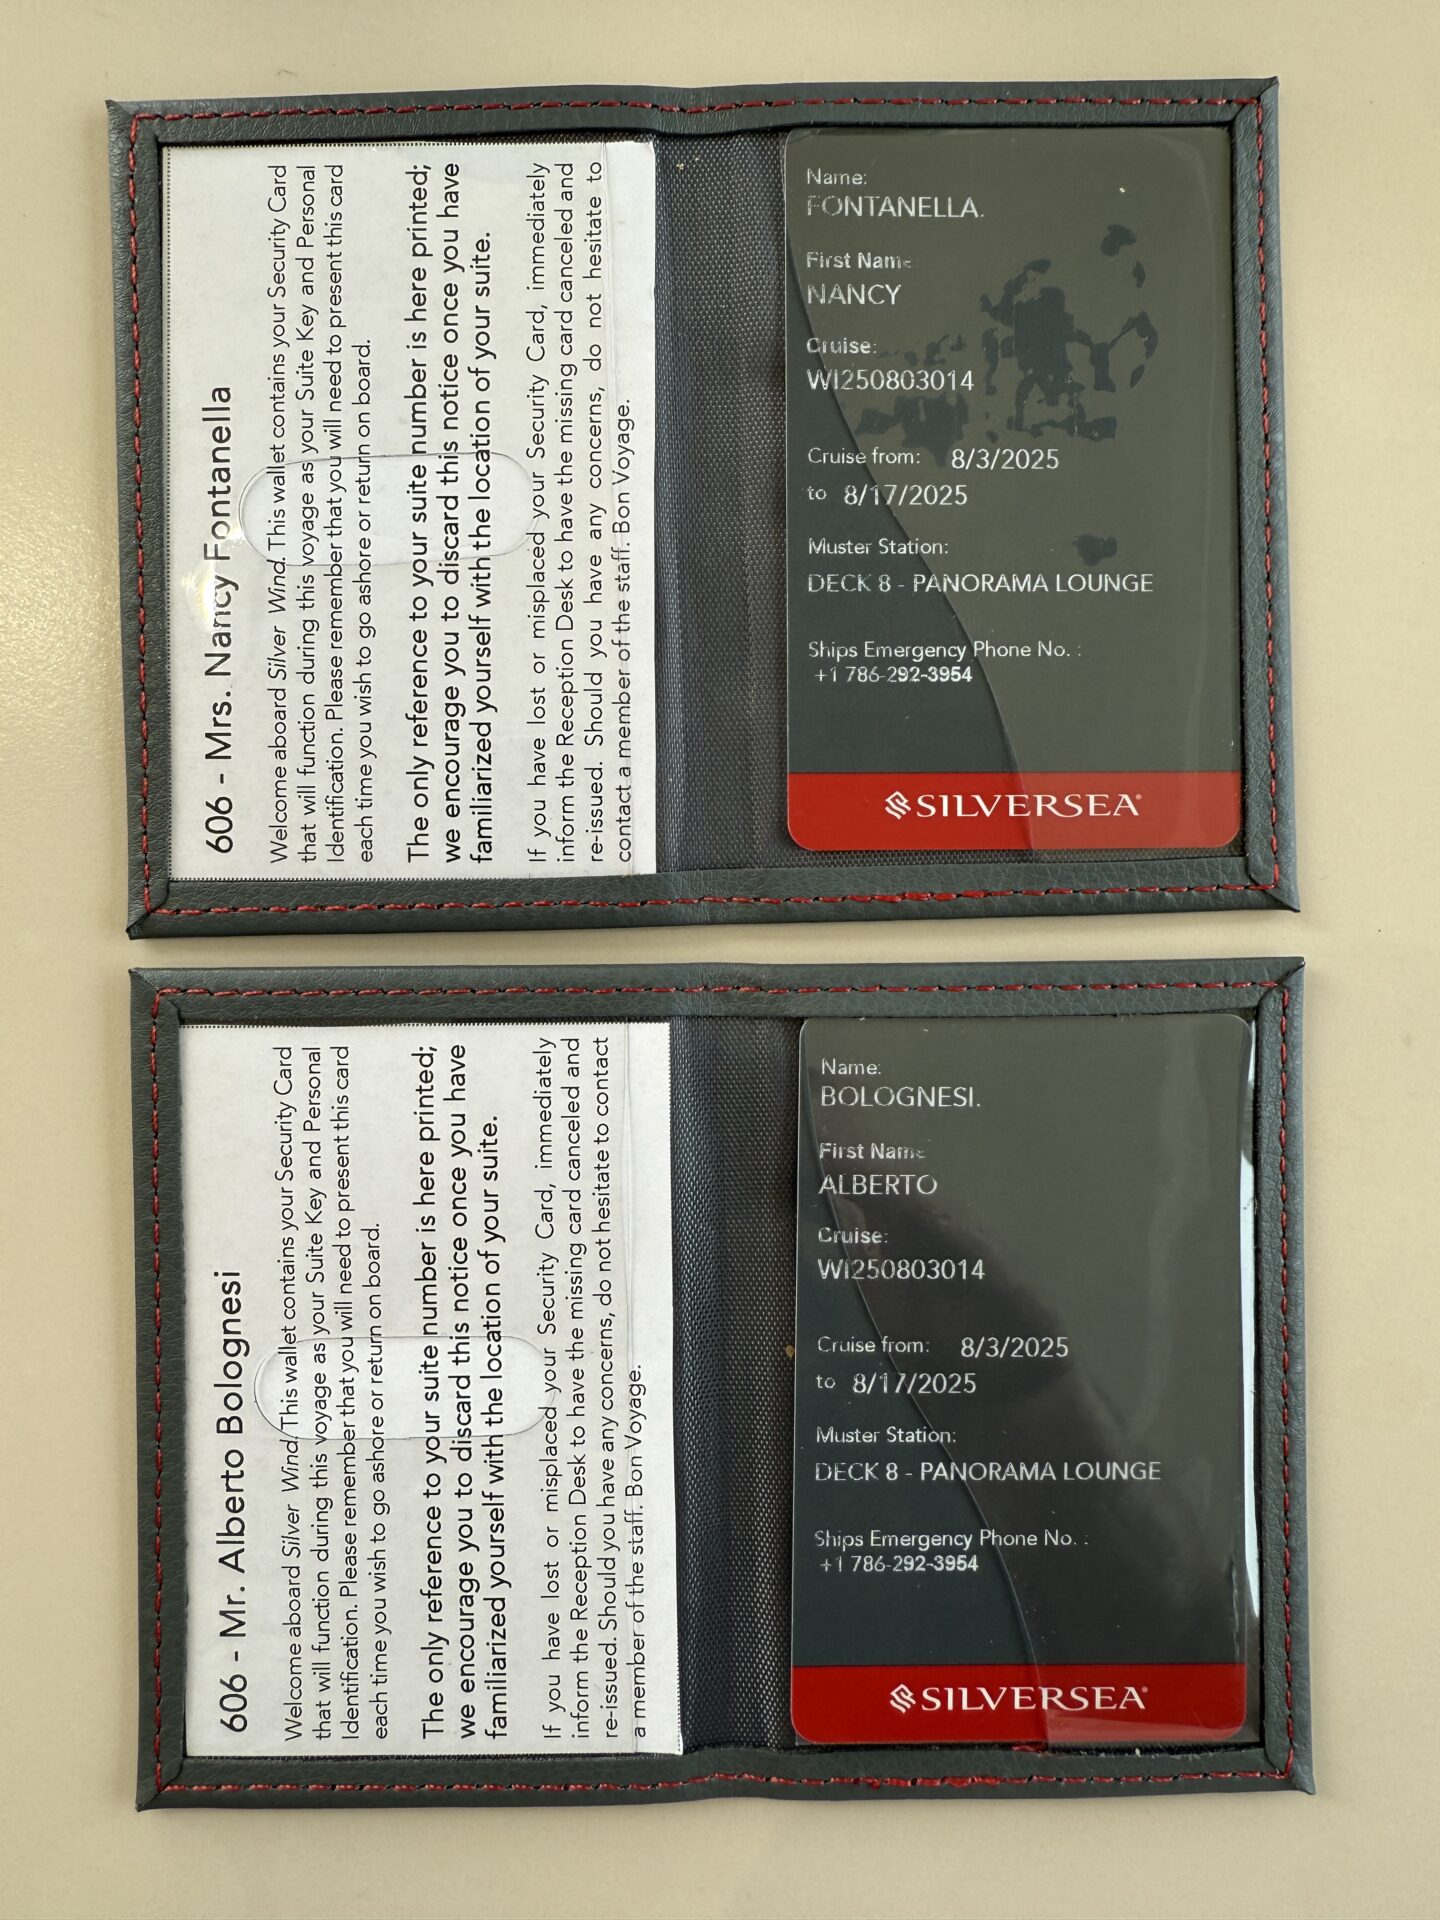 606 - Mrs. Nancy Fontanella
Welcome aboard Silver Wind. This wallet contains your Security Card
that will function during this voyage as your Suite Key and Personal
Identification. Please remember that you will need to present this card
each time you wish to go ashore or return on board.
The only reference to your suite number is here printed;
we encourage you to discard this notice once you have
familiarized yourself with the location of your suite.
If you have lost or misplaced your Security Card, immediately
inform the Reception Desk to have the missing card canceled and
re-issued. Should you have any concerns, do not hesitate to
contact a member of the staff. Bon Voyage.
Name:
FONTANELLA.
First Name
NANCY
Cruise:
WI250803014
Cruise from: 8/3/2025
to 8/17/2025
Muster Station:
DECK 8 - PANORAMA LOUNGE
Ships Emergency Phone No. :
+1 786-292-3954
SILVERSEA
606 - Mr. Alberto Bolognesi
Welcome aboard Silver Wind. This wallet contains your Security Card
that will function during this voyage as your Suite Key and Personal
Identification. Please remember that you will need to present this card
each time you wish to go ashore or return on board.
The only reference to your suite number is here printed;
we encourage you to discard this notice once you have
familiarized yourself with the location of your suite.
If you have lost or misplaced your Security Card, immediately
inform the Reception Desk to have the missing card canceled and
re-issued. Should you have any concerns, do not hesitate to contact
a member of the staff. Bon Voyage.
Name:
BOLOGNESI.
First Name
ALBERTO
Cruise:
WI250803014
Cruise from: 8/3/2025
to 8/17/2025
Muster Station:
DECK 8 - PANORAMA LOUNGE
Ships Emergency Phone No. :
+1 786-292-3954
SILVERSEA